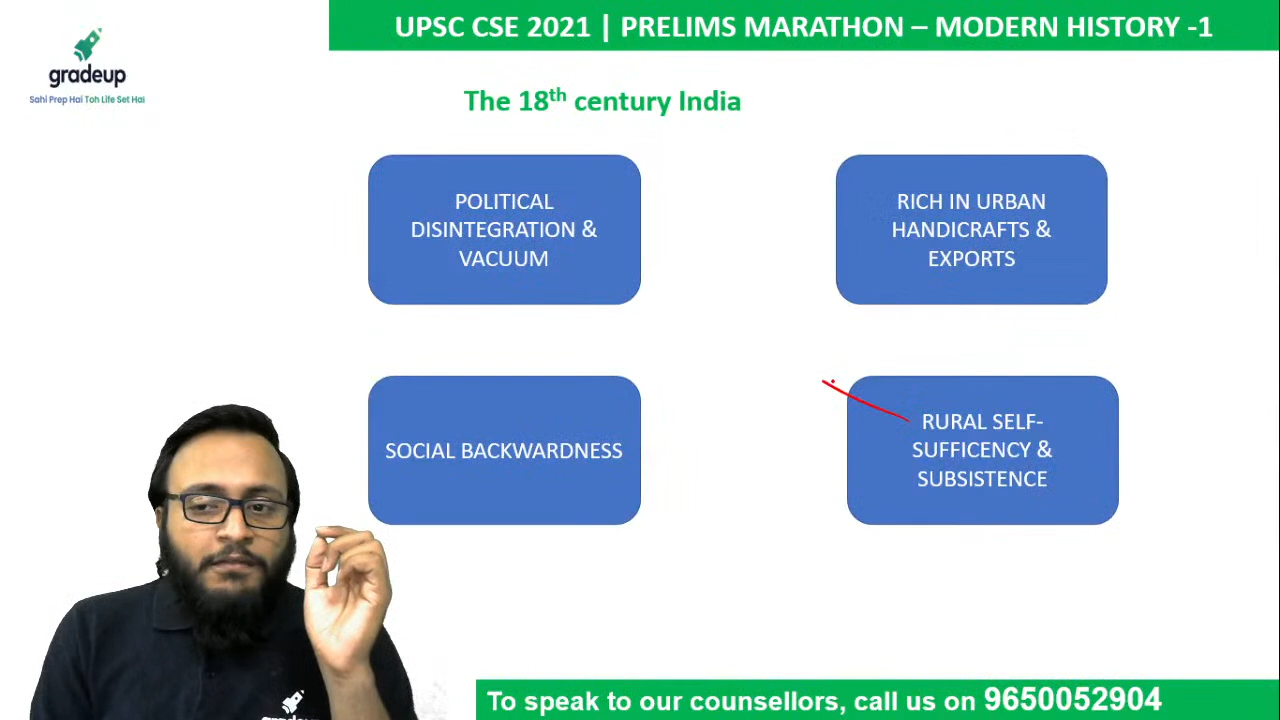 UPSC CSE 2021 | PRELIMS MARATHON – MODERN HISTORY -1
gradeup
Sahi Prep Hai Toh Life Set Hai
The 18th century India
POLITICAL
DISINTEGRATION &
VACUUM
RICH IN URBAN
HANDICRAFTS &
EXPORTS
SOCIAL BACKWARDNESS
RURAL SELF-
SUFFICENCY &
SUBSISTENCE
gradeup
To speak to our counsellors, call us on 9650052904